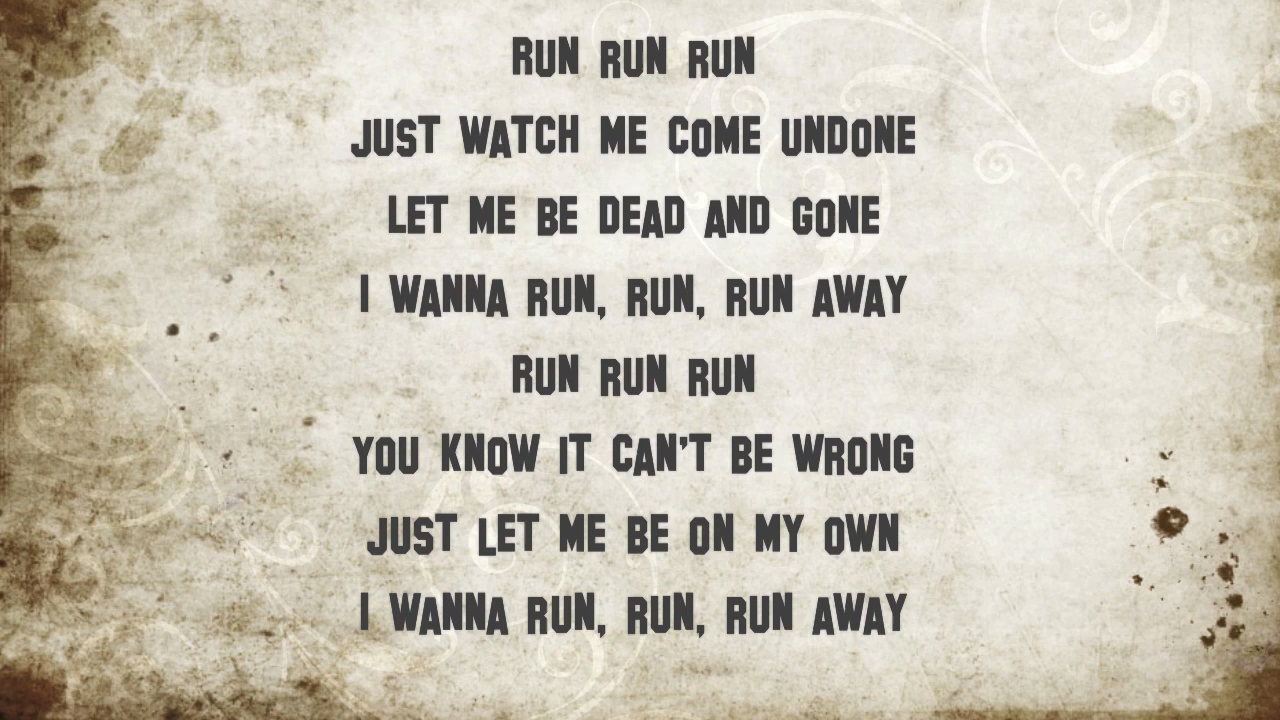 RUN RUN RUN
JUST WATCH ME COME UNDONE
LET ME BE DEAD AND GONE
I WANNA RUN, RUN, RUN AWAY
RUN RUN RUN
YOU KNOW IT CAN'T BE WRONG
JUST LET ME BE ON MY OWN
I WANNA RUN, RUN, RUN AWAY